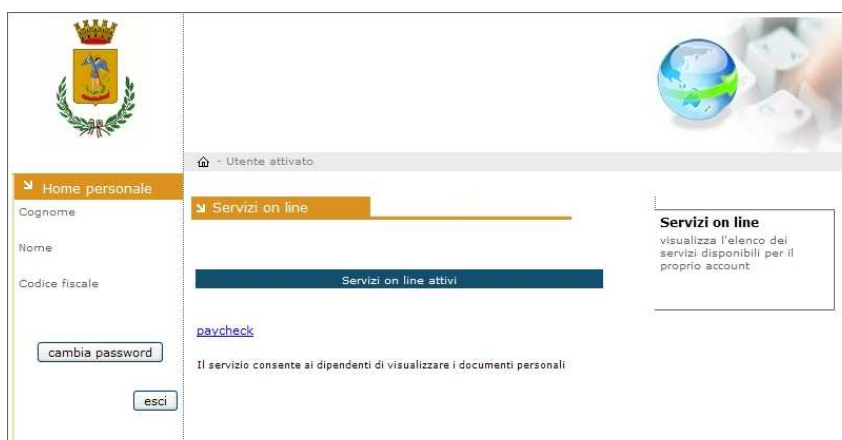 - Utente attivato
Home personale
Cognome
Nome
Codice fiscale
cambia password
esci
Servizi on line
Servizi on line attivi
paycheck
Il servizio consente ai dipendenti di visualizzare i documenti personali
Servizi on line
visualizza l'elenco dei
servizi disponibili per il
proprio account